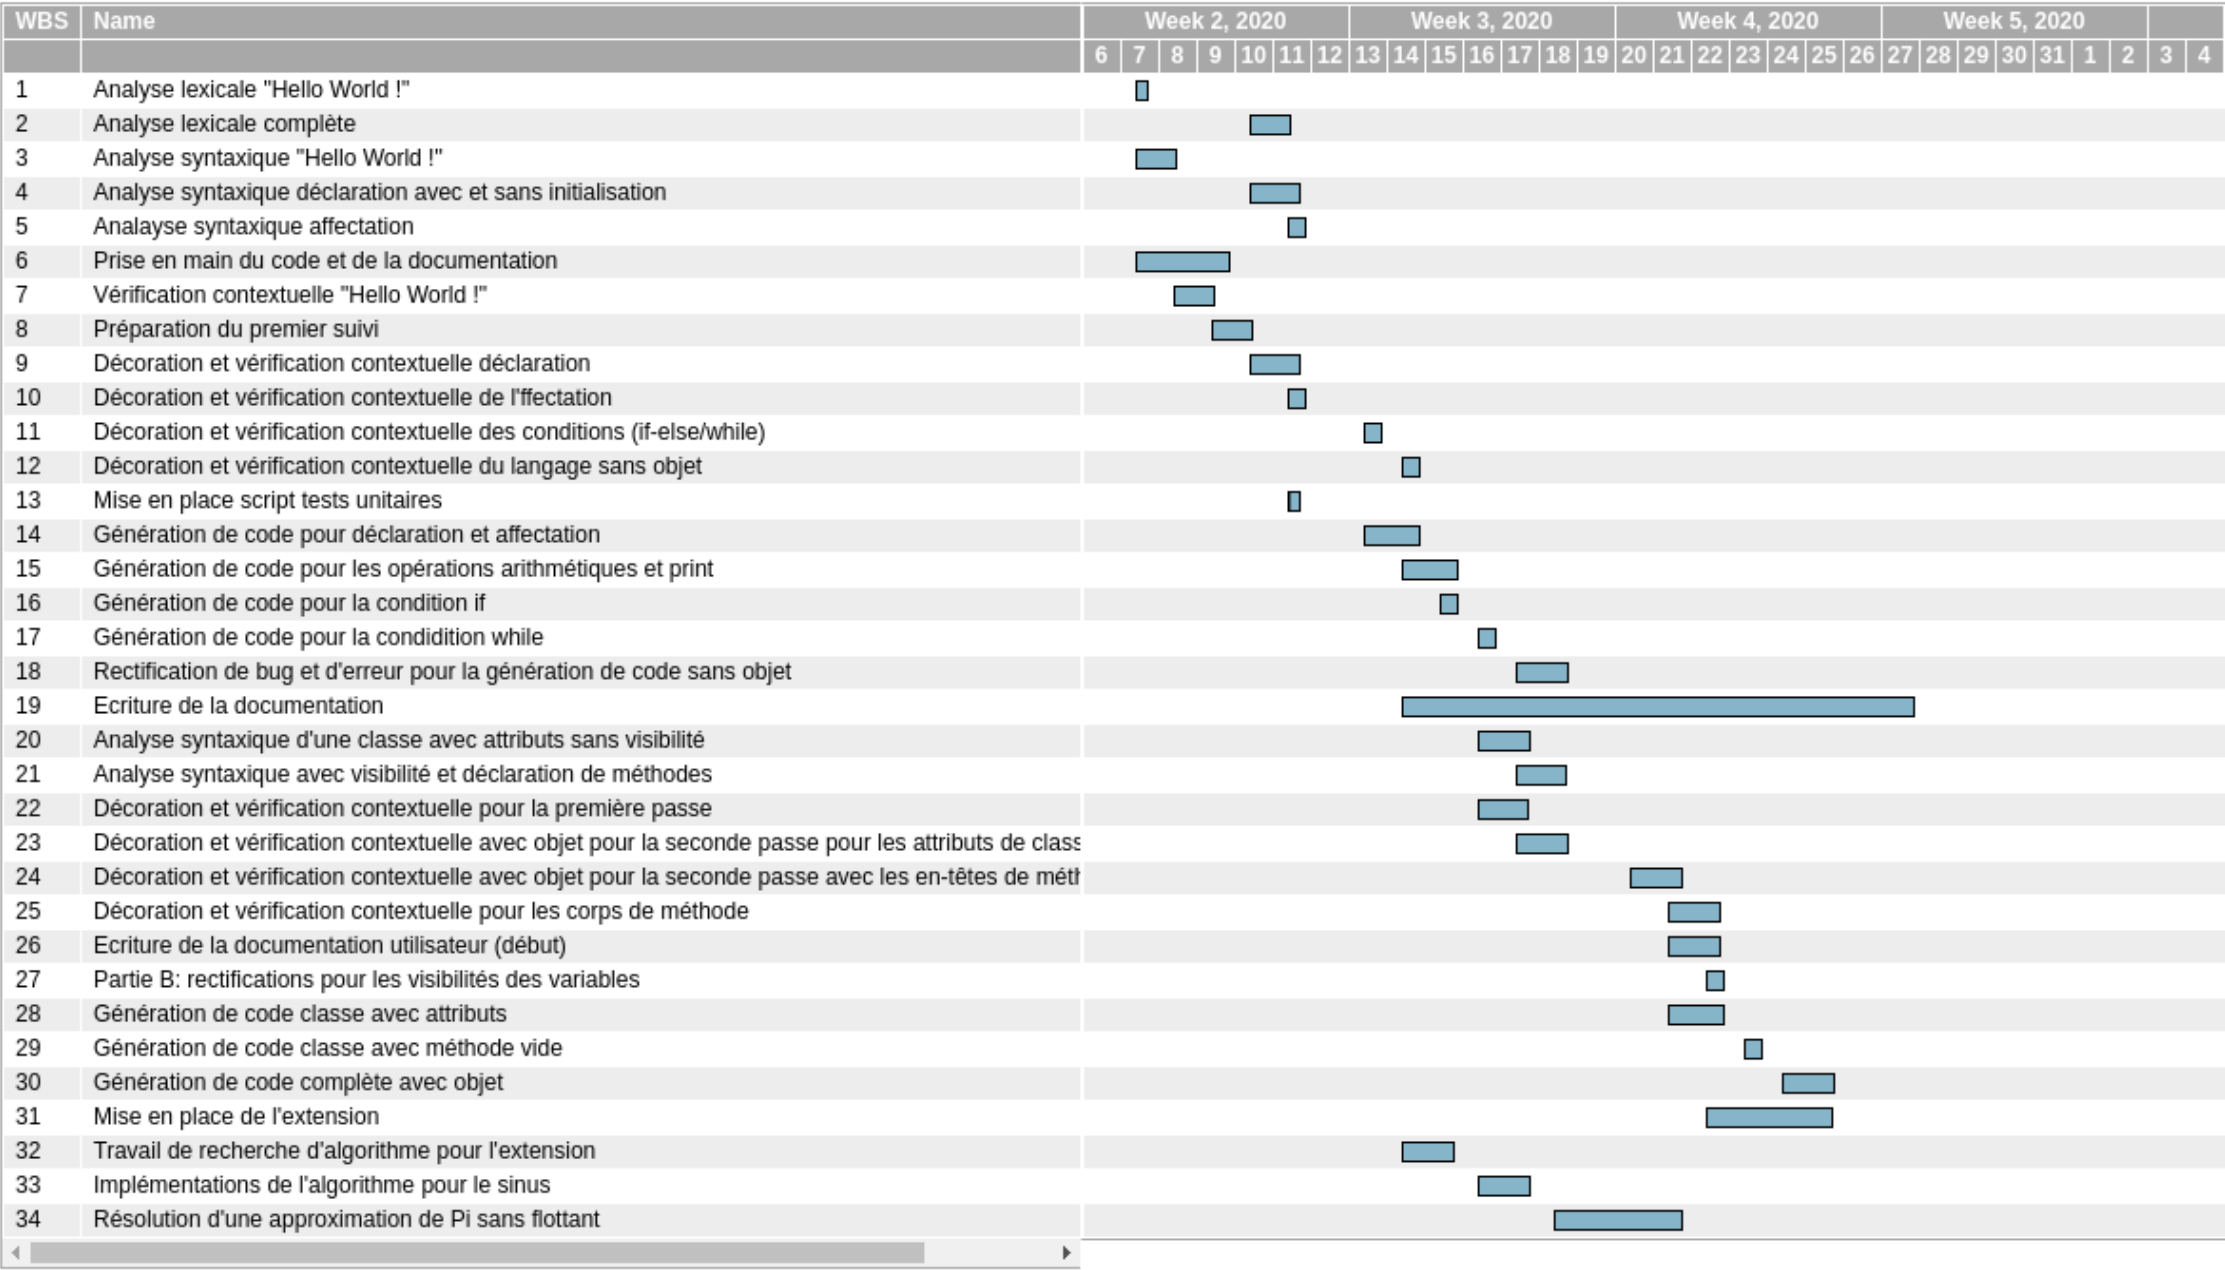 WBS Name Week 2, 2020 Week 3, 2020 Week 4, 2020 Week 5, 2020
6 7 8 9 10 11 12 13 14 15 16 17 18 19 20 21 22 23 24 25 26 27 28 29 30 31 1 2 3 4
1 Analyse lexicale "Hello World !"
2 Analyse lexicale complète
3 Analyse syntaxique "Hello World !"
4 Analyse syntaxique déclaration avec et sans initialisation
5 Analayse syntaxique affectation
6 Prise en main du code et de la documentation
7 Vérification contextuelle "Hello World !"
8 Préparation du premier suivi
9 Décoration et vérification contextuelle déclaration
10 Décoration et vérification contextuelle de l'ffectation
11 Décoration et vérification contextuelle des conditions (if-else/while)
12 Décoration et vérification contextuelle du langage sans objet
13 Mise en place script tests unitaires
14 Génération de code pour déclaration et affectation
15 Génération de code pour les opérations arithmétiques et print
16 Génération de code pour la condition if
17 Génération de code pour la condidition while
18 Rectification de bug et d'erreur pour la génération de code sans objet
19 Ecriture de la documentation
20 Analyse syntaxique d'une classe avec attributs sans visibilité
21 Analyse syntaxique avec visibilité et déclaration de méthodes
22 Décoration et vérification contextuelle pour la première passe
23 Décoration et vérification contextuelle avec objet pour la seconde passe pour les attributs de class
24 Décoration et vérification contextuelle avec objet pour la seconde passe avec les en-têtes de méth
25 Décoration et vérification contextuelle pour les corps de méthode
26 Ecriture de la documentation utilisateur (début)
27 Partie B: rectifications pour les visibilités des variables
28 Génération de code classe avec attributs
29 Génération de code classe avec méthode vide
30 Génération de code complète avec objet
31 Mise en place de l'extension
32 Travail de recherche d'algorithme pour l'extension
33 Implémentations de l'algorithme pour le sinus
34 Résolution d'une approximation de Pi sans flottant